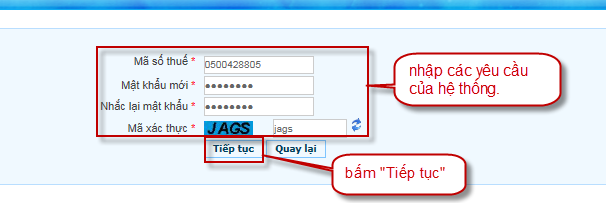 Mã số thuế * 0500428805
Mật khẩu mới * ●●●●●●●●
Nhắc lại mật khẩu * ●●●●●●●●
Mã xác thực * JAGS jags
Tiếp tục Quay lại
nhập các yêu cầu
của hệ thống.
bấm "Tiếp tục"